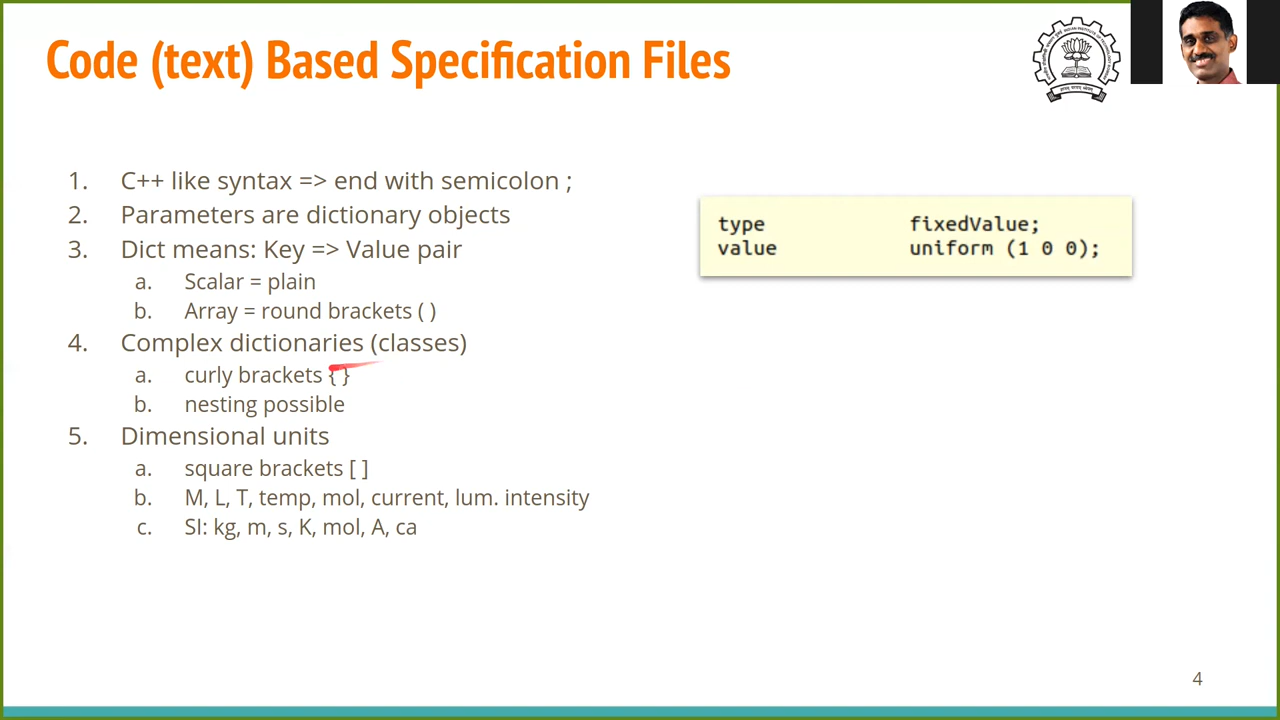 Code (text) Based Specification Files
1. C++ like syntax => end with semicolon ;
2. Parameters are dictionary objects
3. Dict means: Key => Value pair
a. Scalar = plain
b. Array = round brackets ( )
4. Complex dictionaries (classes)
a. curly brackets { }
b. nesting possible
5. Dimensional units
a. square brackets [ ]
b. M, L, T, temp, mol, current, lum. intensity
c. SI: kg, m, s, K, mol, A, ca
type fixedValue;
value uniform (1 0 0);
4